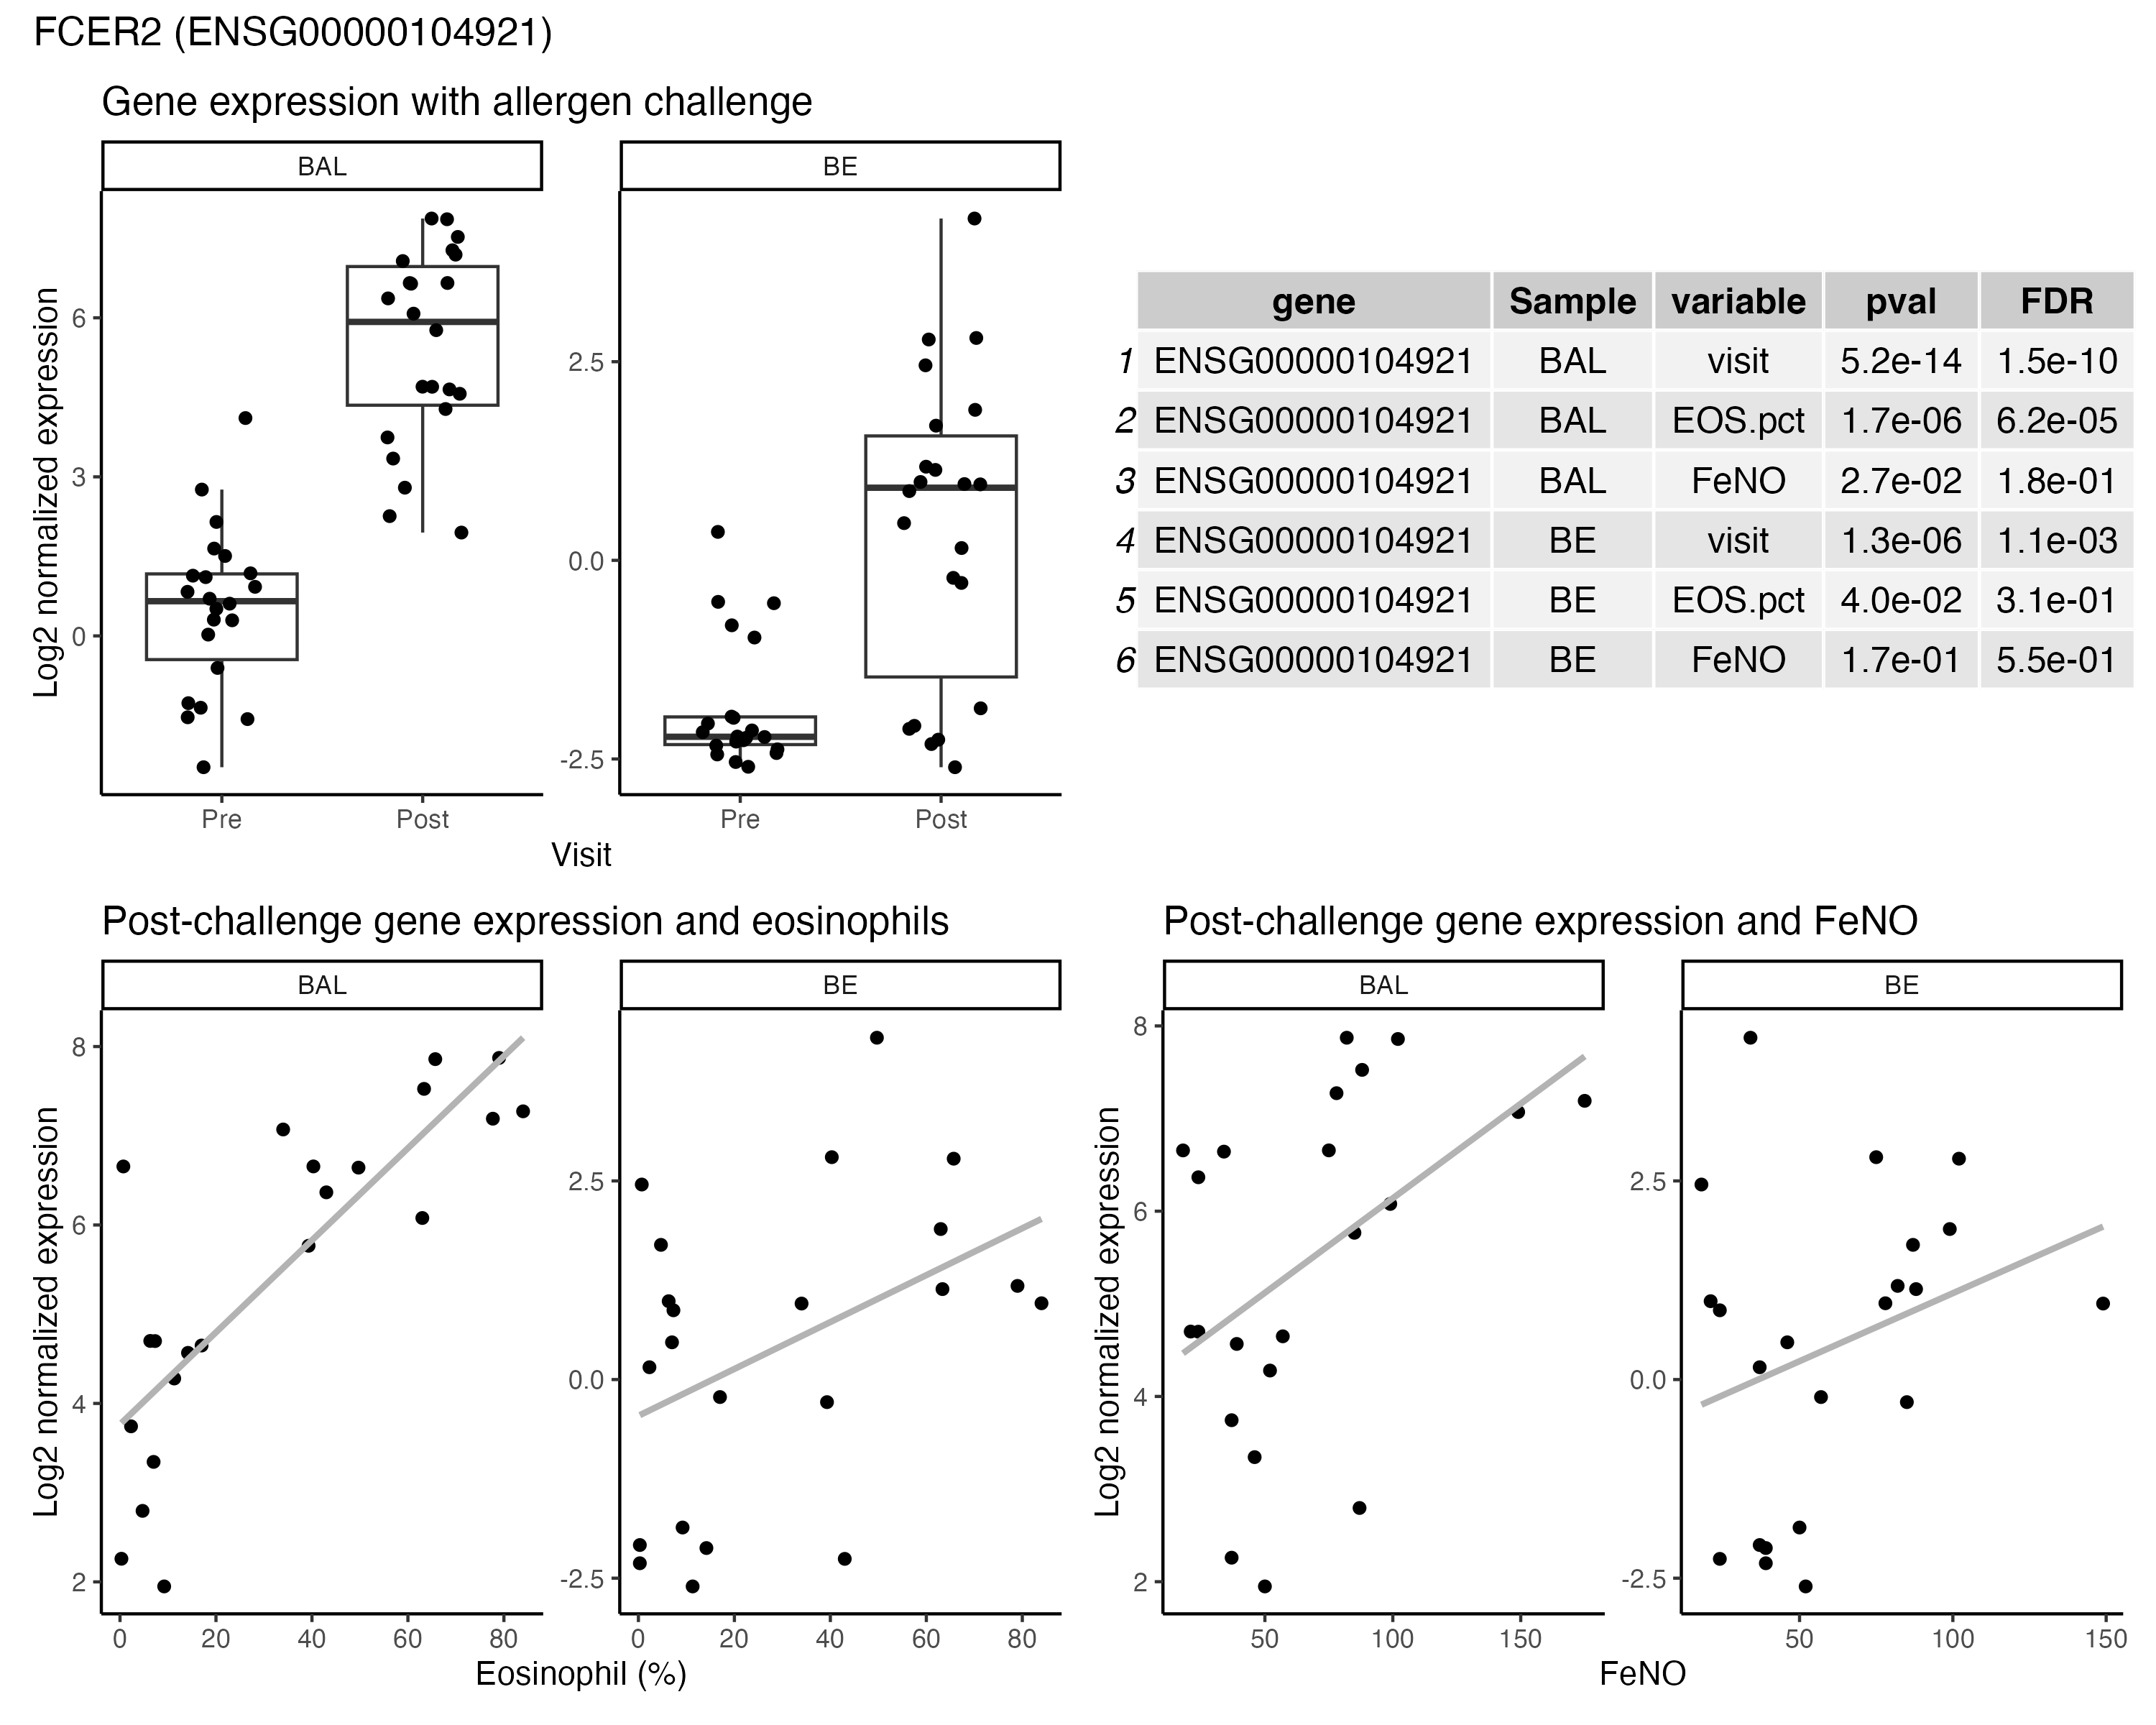 FCER2 (ENSG00000104921)
Gene expression with allergen challenge
BAL
BE
Log2 normalized expression
6
3
0
2.5
0.0
-2.5
Pre
Post
Pre
Post
Visit
gene Sample variable pval FDR
1 ENSG00000104921 BAL visit 5.2e-14 1.5e-10
2 ENSG00000104921 BAL EOS.pct 1.7e-06 6.2e-05
3 ENSG00000104921 BAL FeNO 2.7e-02 1.8e-01
4 ENSG00000104921 BE visit 1.3e-06 1.1e-03
5 ENSG00000104921 BE EOS.pct 4.0e-02 3.1e-01
6 ENSG00000104921 BE FeNO 1.7e-01 5.5e-01
Post-challenge gene expression and eosinophils
BAL
BE
Log2 normalized expression
8
6
4
2
2.5
0.0
-2.5
0 20 40 60 80
0 20 40 60 80
Eosinophil (%)
Post-challenge gene expression and FeNO
BAL
BE
Log2 normalized expression
8
6
4
2
2.5
0.0
-2.5
50 100 150
50 100 150
FeNO